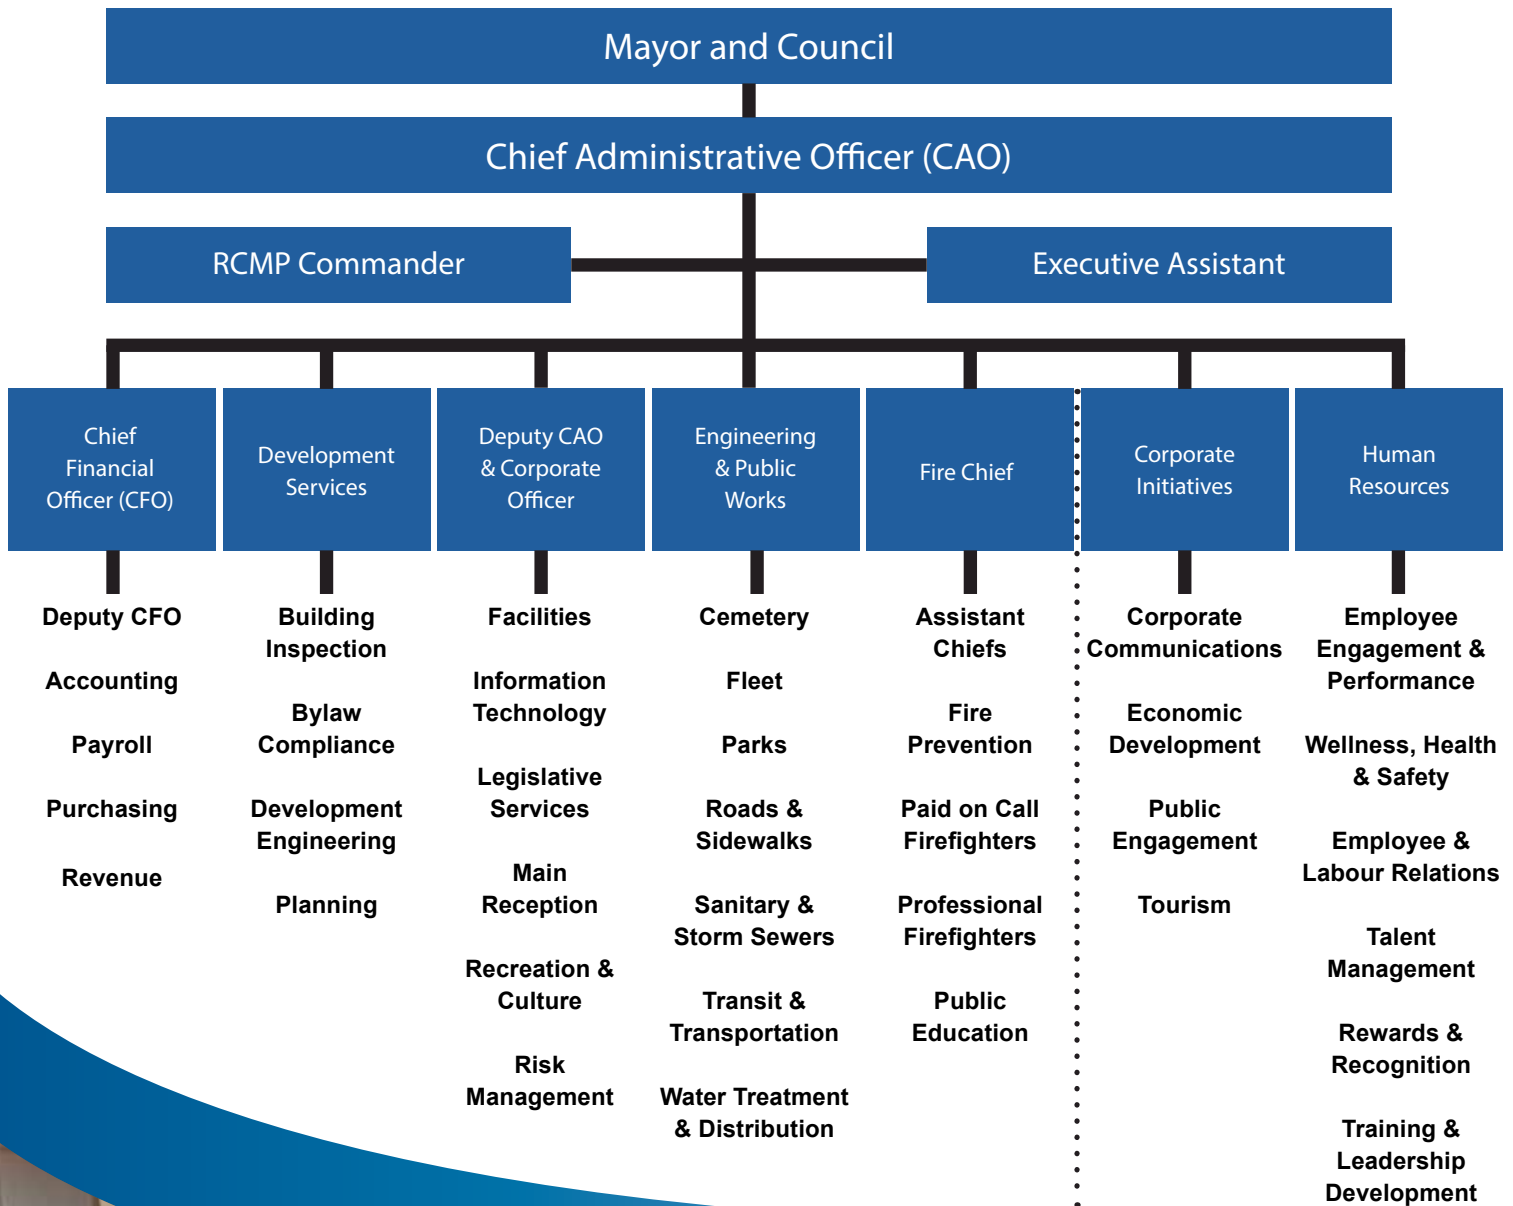 Mayor and Council
Chief Administrative Officer (CAO)
RCMP Commander
Executive Assistant
Chief
Financial
Officer (CFO)
Development
Services
Deputy CAO
& Corporate
Officer
Engineering
& Public
Works
Fire Chief
Corporate
Initiatives
Human
Resources
Deputy CFO
Accounting
Payroll
Purchasing
Revenue
Building
Inspection
Bylaw
Compliance
Development
Engineering
Planning
Facilities
Information
Technology
Legislative
Services
Main
Reception
Recreation &
Culture
Risk
Management
Cemetery
Fleet
Parks
Roads &
Sidewalks
Sanitary &
Storm Sewers
Transit &
Transportation
Water Treatment
& Distribution
Assistant
Chiefs
Fire
Prevention
Paid on Call
Firefighters
Professional
Firefighters
Public
Education
Corporate
Communications
Economic
Development
Public
Engagement
Tourism
Employee
Engagement &
Performance
Wellness, Health
& Safety
Employee &
Labour Relations
Talent
Management
Rewards &
Recognition
Training &
Leadership
Development